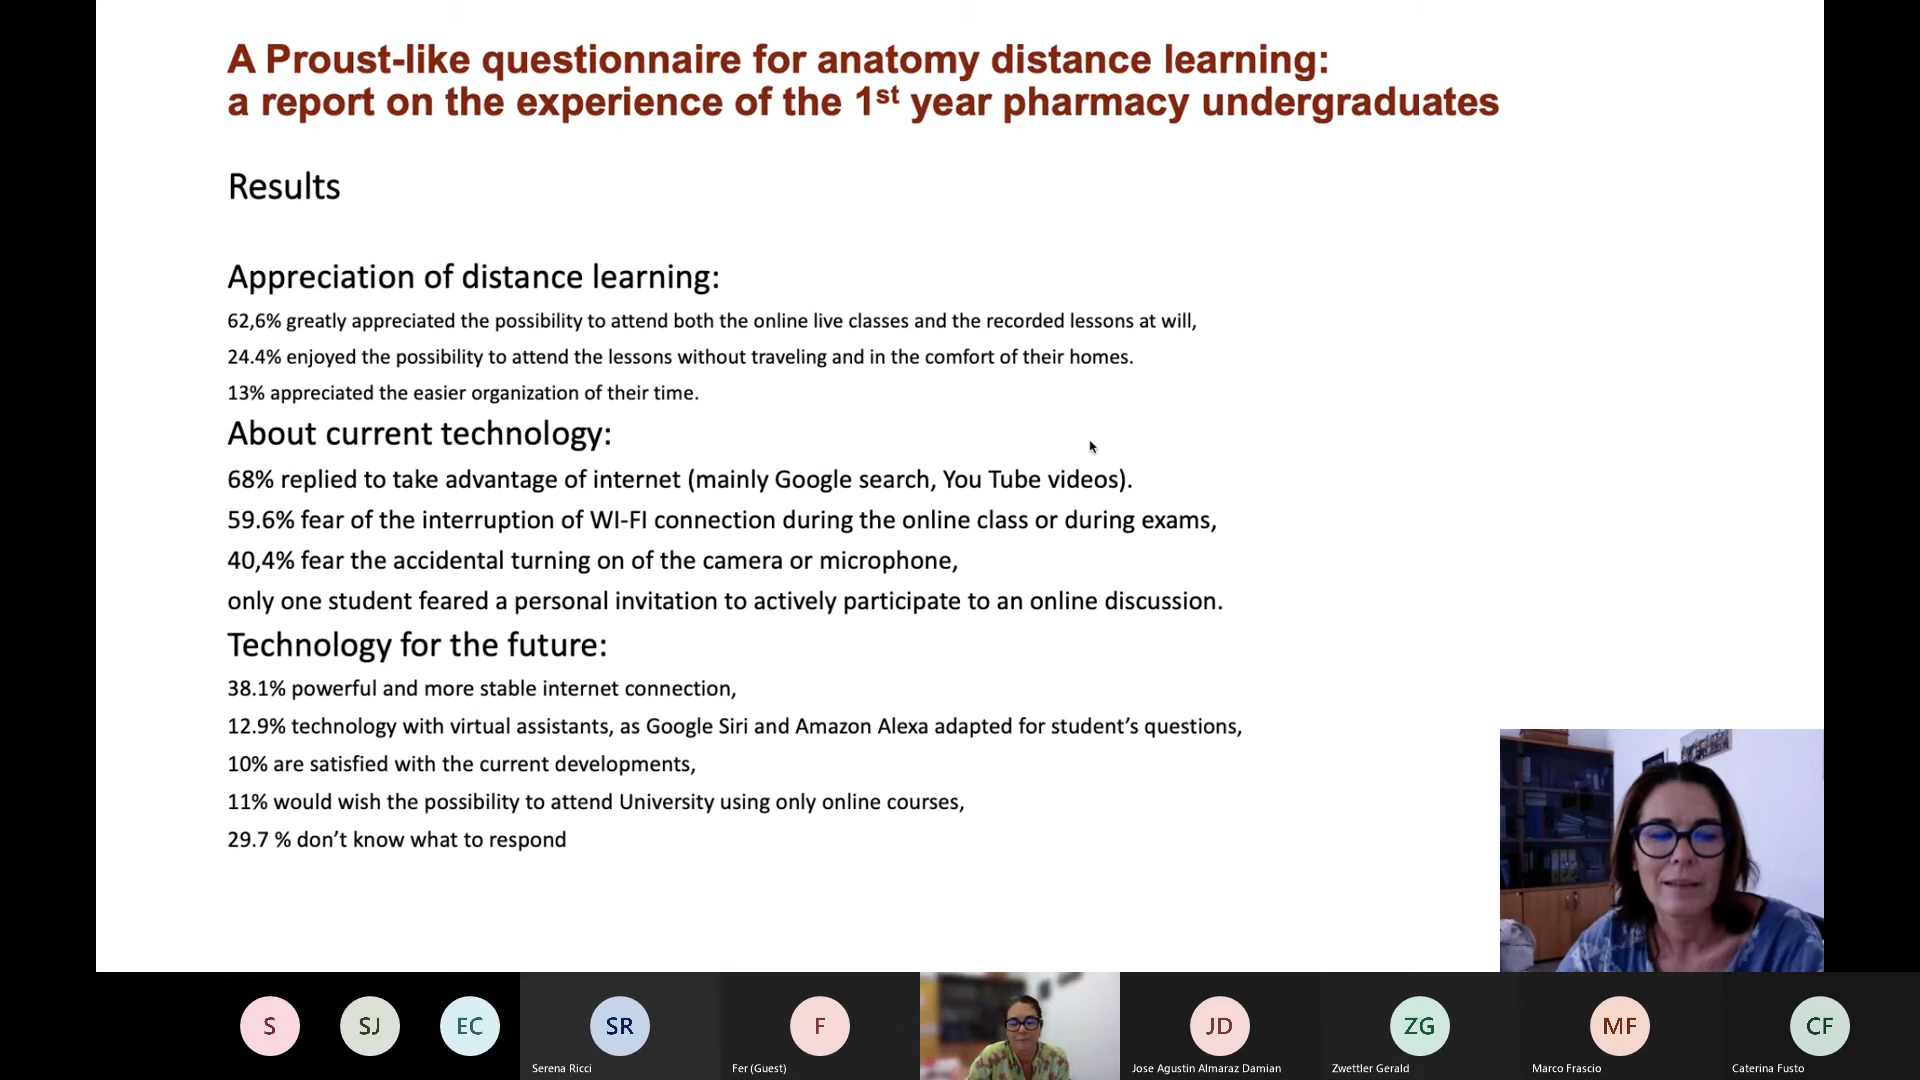 A Proust-like questionnaire for anatomy distance learning:
a report on the experience of the 1st year pharmacy undergraduates
Results
Appreciation of distance learning:
62,6% greatly appreciated the possibility to attend both the online live classes and the recorded lessons at will,
24.4% enjoyed the possibility to attend the lessons without traveling and in the comfort of their homes.
13% appreciated the easier organization of their time.
About current technology:
68% replied to take advantage of internet (mainly Google search, You Tube videos).
59.6% fear of the interruption of WI-FI connection during the online class or during exams,
40,4% fear the accidental turning on of the camera or microphone,
only one student feared a personal invitation to actively participate to an online discussion.
Technology for the future:
38.1% powerful and more stable internet connection,
12.9% technology with virtual assistants, as Google Siri and Amazon Alexa adapted for student’s questions,
10% are satisfied with the current developments,
11% would wish the possibility to attend University using only online courses,
29.7 % don’t know what to respond
S SJ EC SR F JD ZG MF CF
Serena Ricci Fer (Guest) Jose Agustin Almaraz Damian Zwettler Gerald Marco Frascio Caterina Fusto